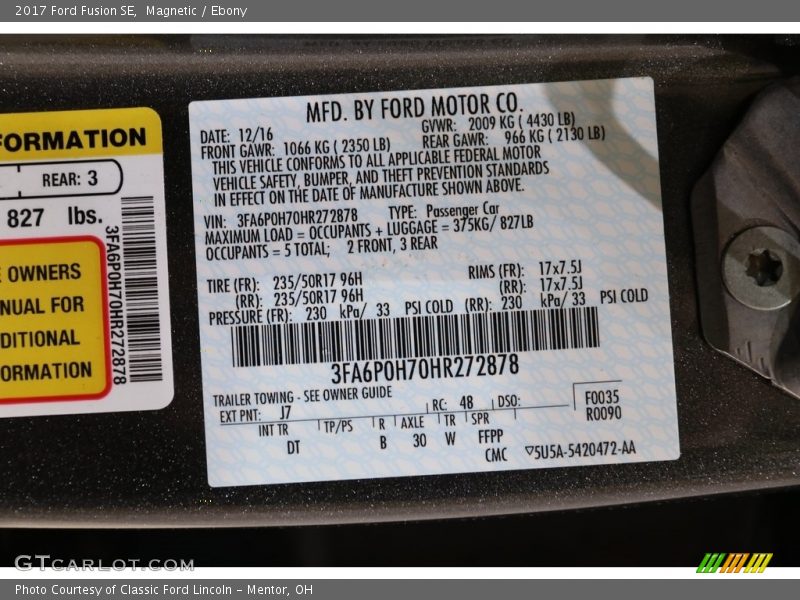 2017 Ford Fusion SE, Magnetic / Ebony
FORMATION
REAR: 3
827 lbs.
E OWNERS
NUAL FOR
DITIONAL
ORMATION
3FA6P0H70HR272878
MFD. BY FORD MOTOR CO.
DATE: 12/16 GVWR: 2009 KG ( 4430 LB)
FRONT GAWR: 1066 KG ( 2350 LB) REAR GAWR: 966 KG ( 2130 LB)
THIS VEHICLE CONFORMS TO ALL APPLICABLE FEDERAL MOTOR
VEHICLE SAFETY, BUMPER, AND THEFT PREVENTION STANDARDS
IN EFFECT ON THE DATE OF MANUFACTURE SHOWN ABOVE.
VIN: 3FA6P0H70HR272878 TYPE: Passenger Car
MAXIMUM LOAD = OCCUPANTS + LUGGAGE = 375KG/ 827LB
OCCUPANTS = 5 TOTAL; 2 FRONT, 3 REAR
TIRE (FR): 235/50R17 96H RIMS (FR): 17x7.5J
(RR): 235/50R17 96H (RR): 17x7.5J
PRESSURE (FR): 230 kPa/ 33 PSI COLD (RR): 230 kPa/ 33 PSI COLD
3FA6P0H70HR272878
TRAILER TOWING - SEE OWNER GUIDE
EXT PNT: J7 RC: 48 DSO: F0035
R0090
INT TR TP/PS R AXLE TR SPR
DT B 30 W FFPP
CMC ▽5U5A-5420472-AA
GTCARLOT.COM
Photo Courtesy of Classic Ford Lincoln – Mentor, OH